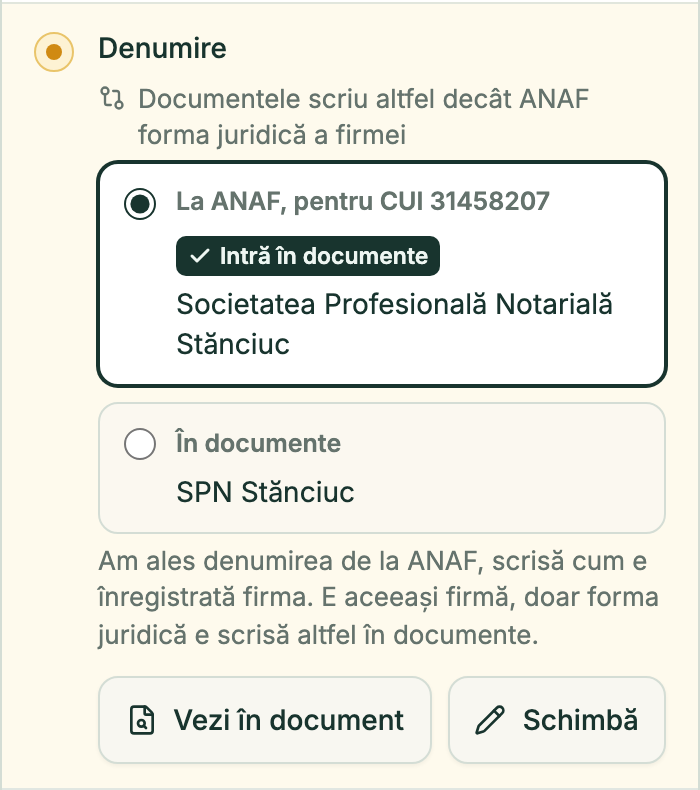 Denumire
Documentele scriu altfel decât ANAF
forma juridică a firmei
La ANAF, pentru CUI 31458207
Intră în documente
Societatea Profesională Notarială
Stănciuc
În documente
SPN Stănciuc
Am ales denumirea de la ANAF, scrisă cum e
înregistrată firma. E aceeași firmă, doar forma
juridică e scrisă altfel în documente.
Vezi în document
Schimbă